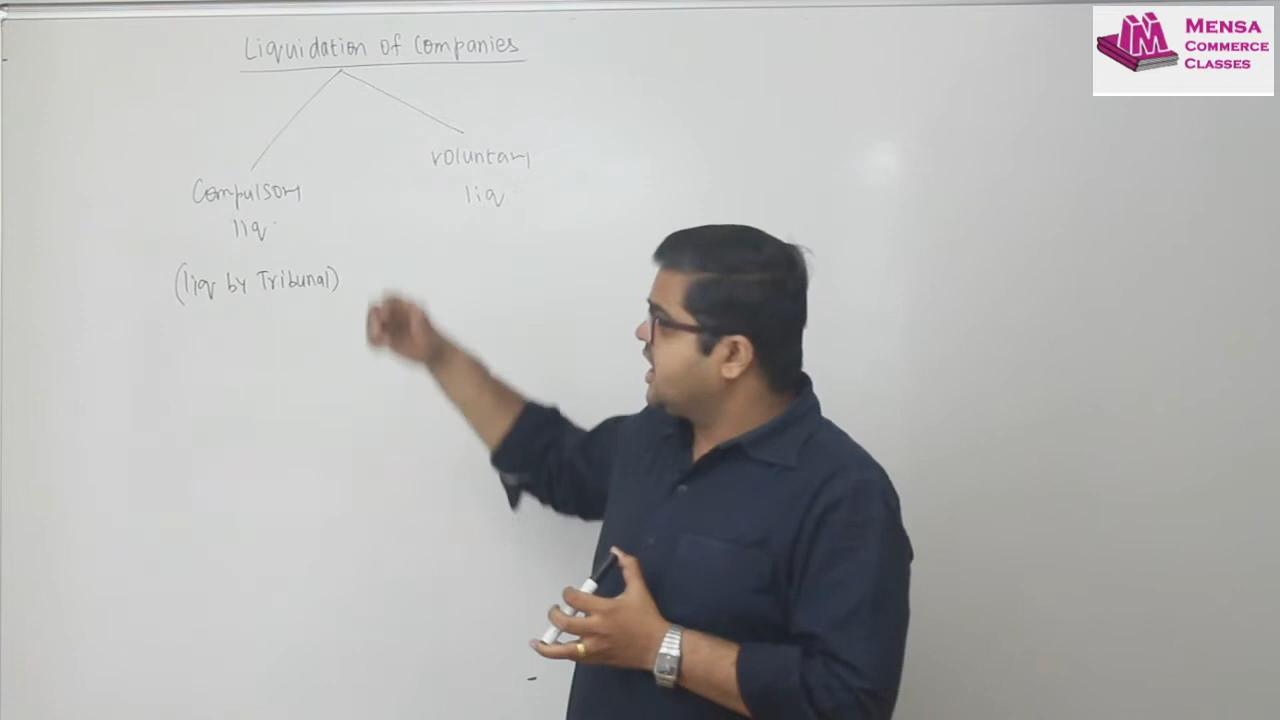 Liquidation of Companies
Compulsory
liq
(liq by Tribunal)
voluntary
liq
MENSA
COMMERCE
CLASSES